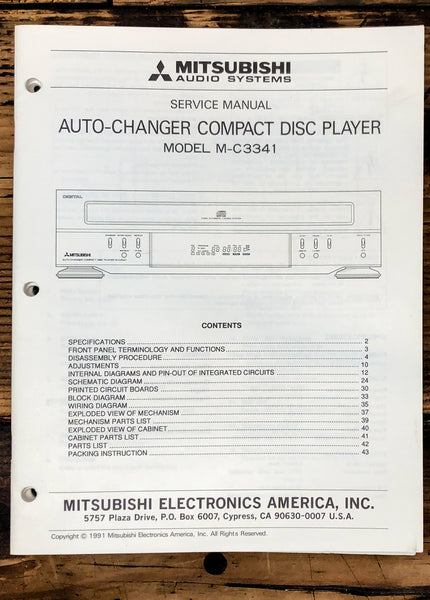 MITSUBISHI
AUDIO SYSTEMS
SERVICE MANUAL
AUTO-CHANGER COMPACT DISC PLAYER
MODEL M-C3341
DIGITAL
MITSUBISHI
CONTENTS
SPECIFICATIONS 2
FRONT PANEL TERMINOLOGY AND FUNCTIONS 3
DISASSEMBLY PROCEDURE 4
ADJUSTMENTS 10
INTERNAL DIAGRAMS AND PIN-OUT OF INTEGRATED CIRCUITS 12
SCHEMATIC DIAGRAM 24
PRINTED CIRCUIT BOARDS 30
BLOCK DIAGRAM 33
WIRING DIAGRAM 35
EXPLODED VIEW OF MECHANISM 37
MECHANISM PARTS LIST 39
EXPLODED VIEW OF CABINET 40
CABINET PARTS LIST 41
PARTS LIST 42
PACKING INSTRUCTION 43
MITSUBISHI ELECTRONICS AMERICA, INC.
5757 Plaza Drive, P.O. Box 6007, Cypress, CA 90630-0007 U.S.A.
Copyright © 1991 Mitsubishi Electronics America, Inc. All Rights Reserved.